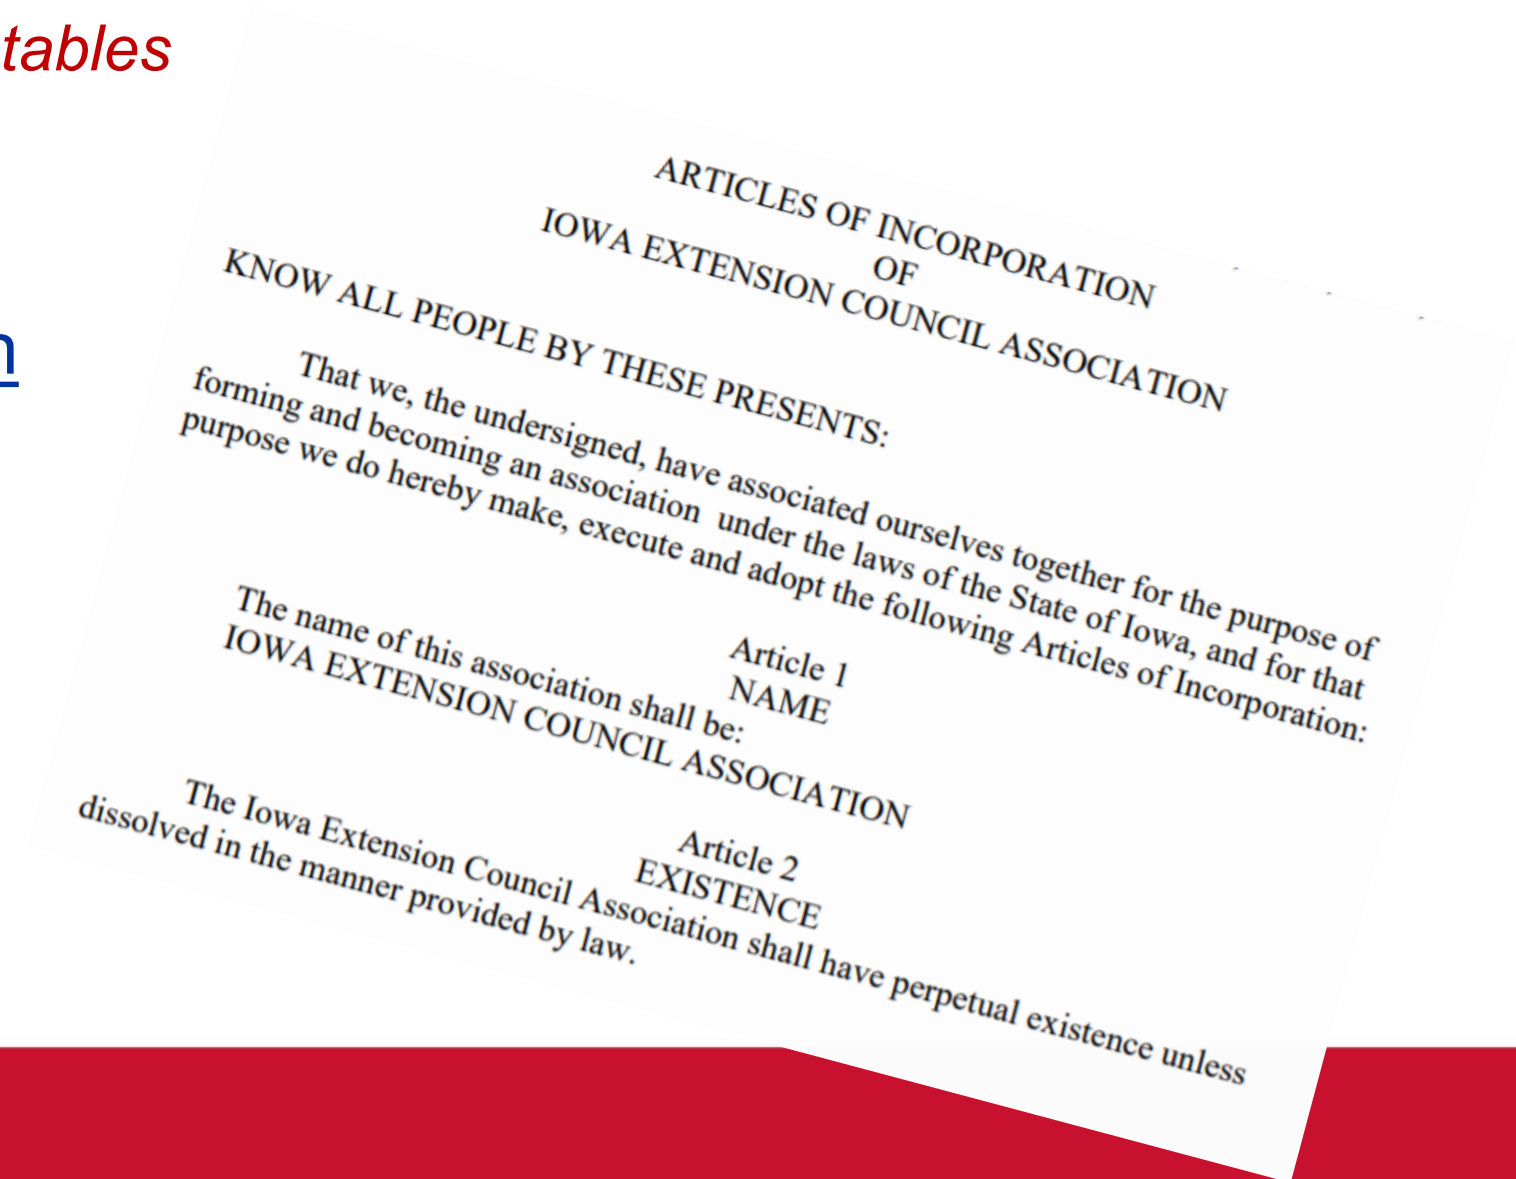 tables
n
ARTICLES OF INCORPORATION
OF
IOWA EXTENSION COUNCIL ASSOCIATION
KNOW ALL PEOPLE BY THESE PRESENTS:
That we, the undersigned, have associated ourselves together for the purpose of
forming and becoming an association under the laws of the State of Iowa, and for that
purpose we do hereby make, execute and adopt the following Articles of Incorporation:
Article 1
NAME
The name of this association shall be:
IOWA EXTENSION COUNCIL ASSOCIATION
Article 2
EXISTENCE
The Iowa Extension Council Association shall have perpetual existence unless
dissolved in the manner provided by law.